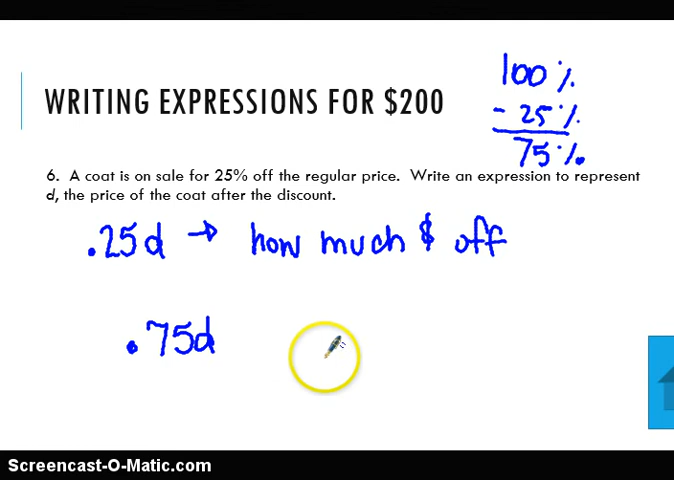 WRITING EXPRESSIONS FOR $200
100%
- 25%
75%
6. A coat is on sale for 25% off the regular price. Write an expression to represent
d, the price of the coat after the discount.
.25d → how much $ off
.75d
Screencast-O-Matic.com